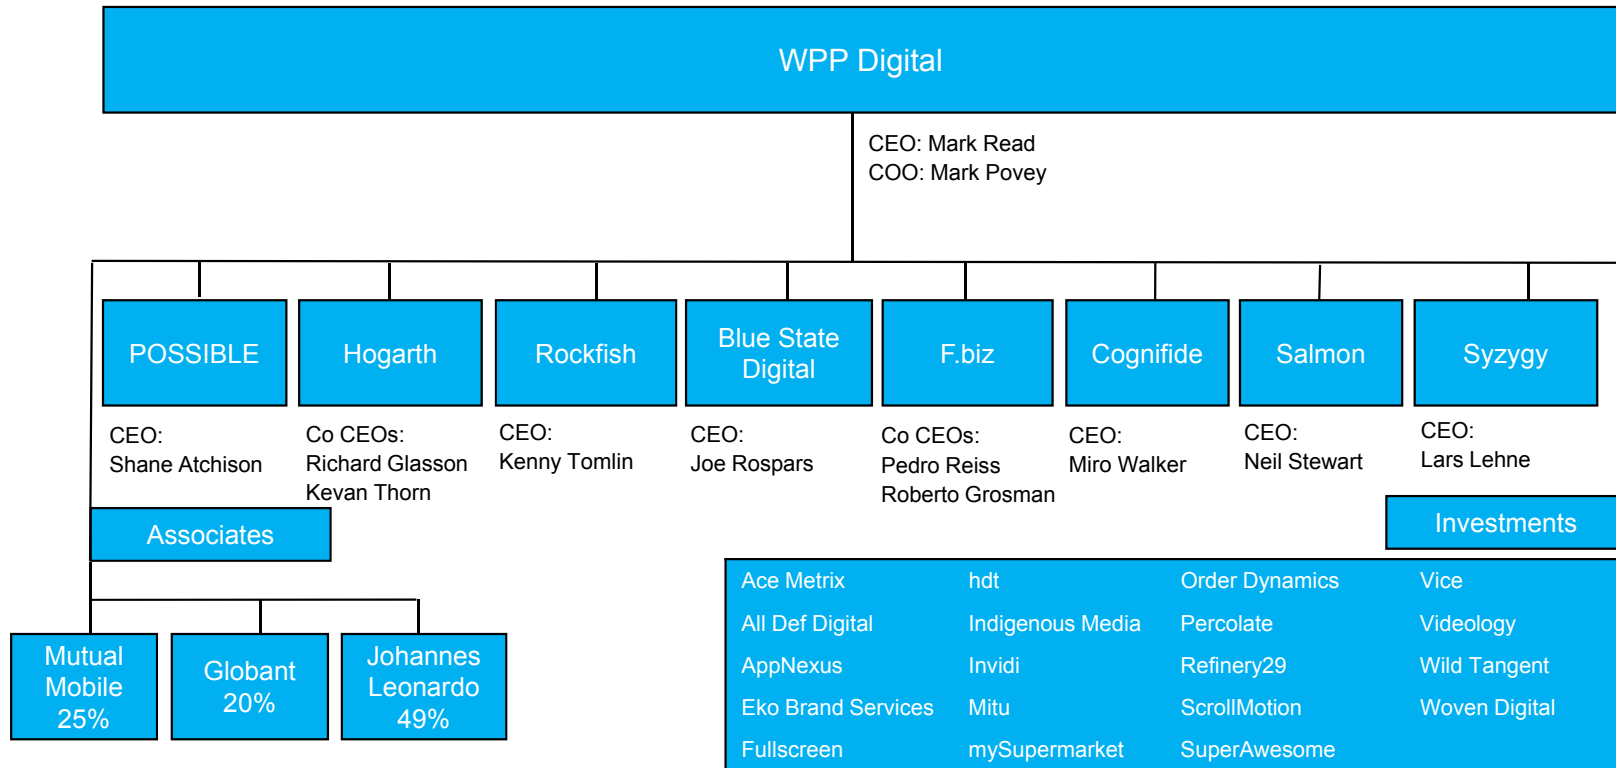 WPP Digital
CEO: Mark Read
COO: Mark Povey
POSSIBLE
CEO:
Shane Atchison
Hogarth
Co CEOs:
Richard Glasson
Kevan Thorn
Rockfish
CEO:
Kenny Tomlin
Blue State
Digital
CEO:
Joe Rospars
F.biz
Co CEOs:
Pedro Reiss
Roberto Grosman
Cognifide
CEO:
Miro Walker
Salmon
CEO:
Neil Stewart
Syzygy
CEO:
Lars Lehne
Associates
Mutual
Mobile
25%
Globant
20%
Johannes
Leonardo
49%
Investments
Ace Metrix
All Def Digital
AppNexus
Eko Brand Services
Fullscreen
hdt
Indigenous Media
Invidi
Mitu
mySupermarket
Order Dynamics
Percolate
Refinery29
ScrollMotion
SuperAwesome
Vice
Videology
Wild Tangent
Woven Digital